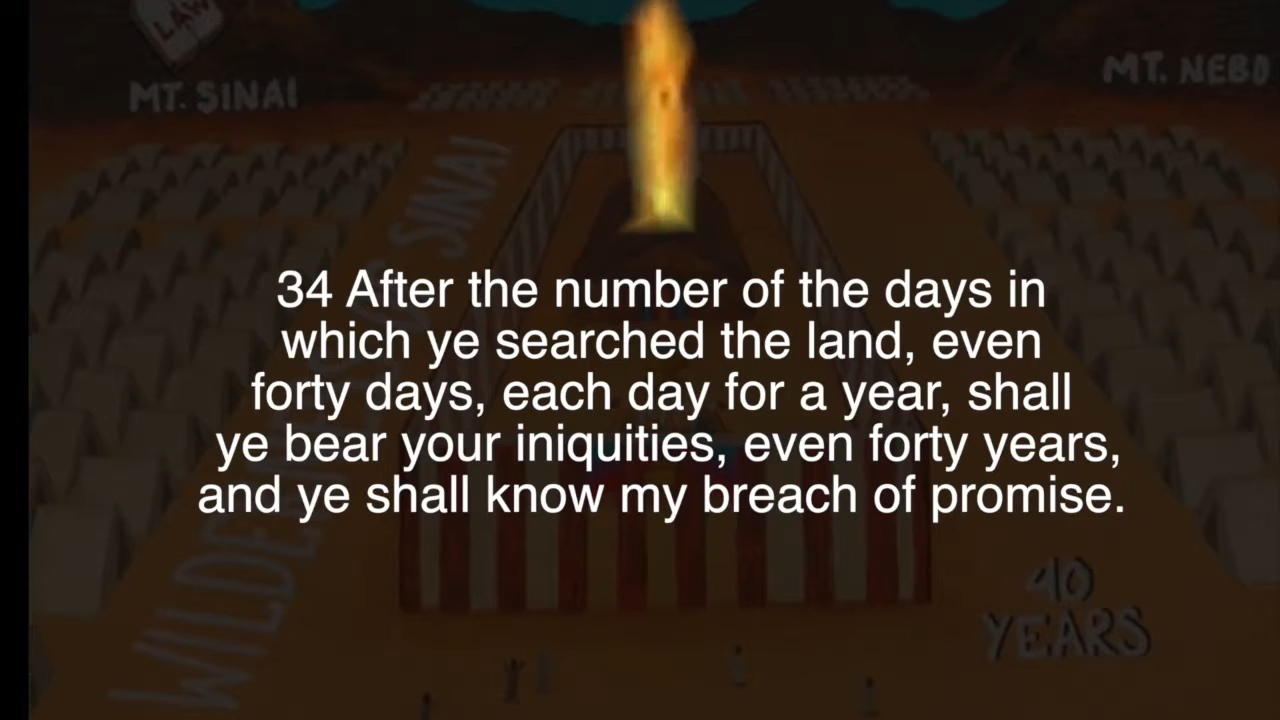 LAW
MT. SINAI
MT. NEBO
SINAI
34 After the number of the days in
which ye searched the land, even
forty days, each day for a year, shall
ye bear your iniquities, even forty years,
and ye shall know my breach of promise.
40
YEARS